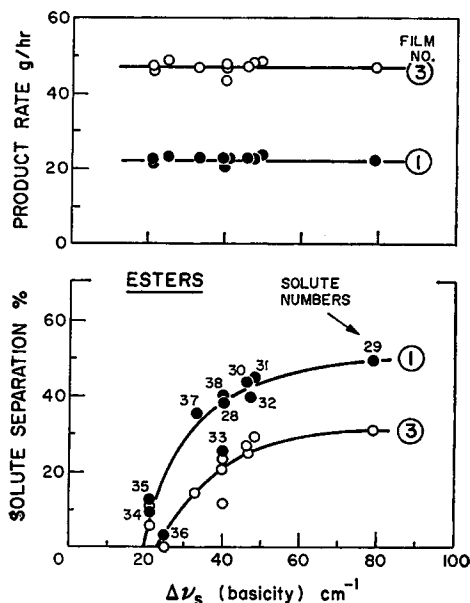 60
40
20
0
PRODUCT RATE g/hr
FILM
NO.
3
1
ESTERS
SOLUTE
NUMBERS
29
1
3
31
30
32
38
28
37
33
35
34
36
60
40
20
SOLUTE SEPARATION %
0 20 40 60 80 100
Δνs (basicity) cm⁻¹